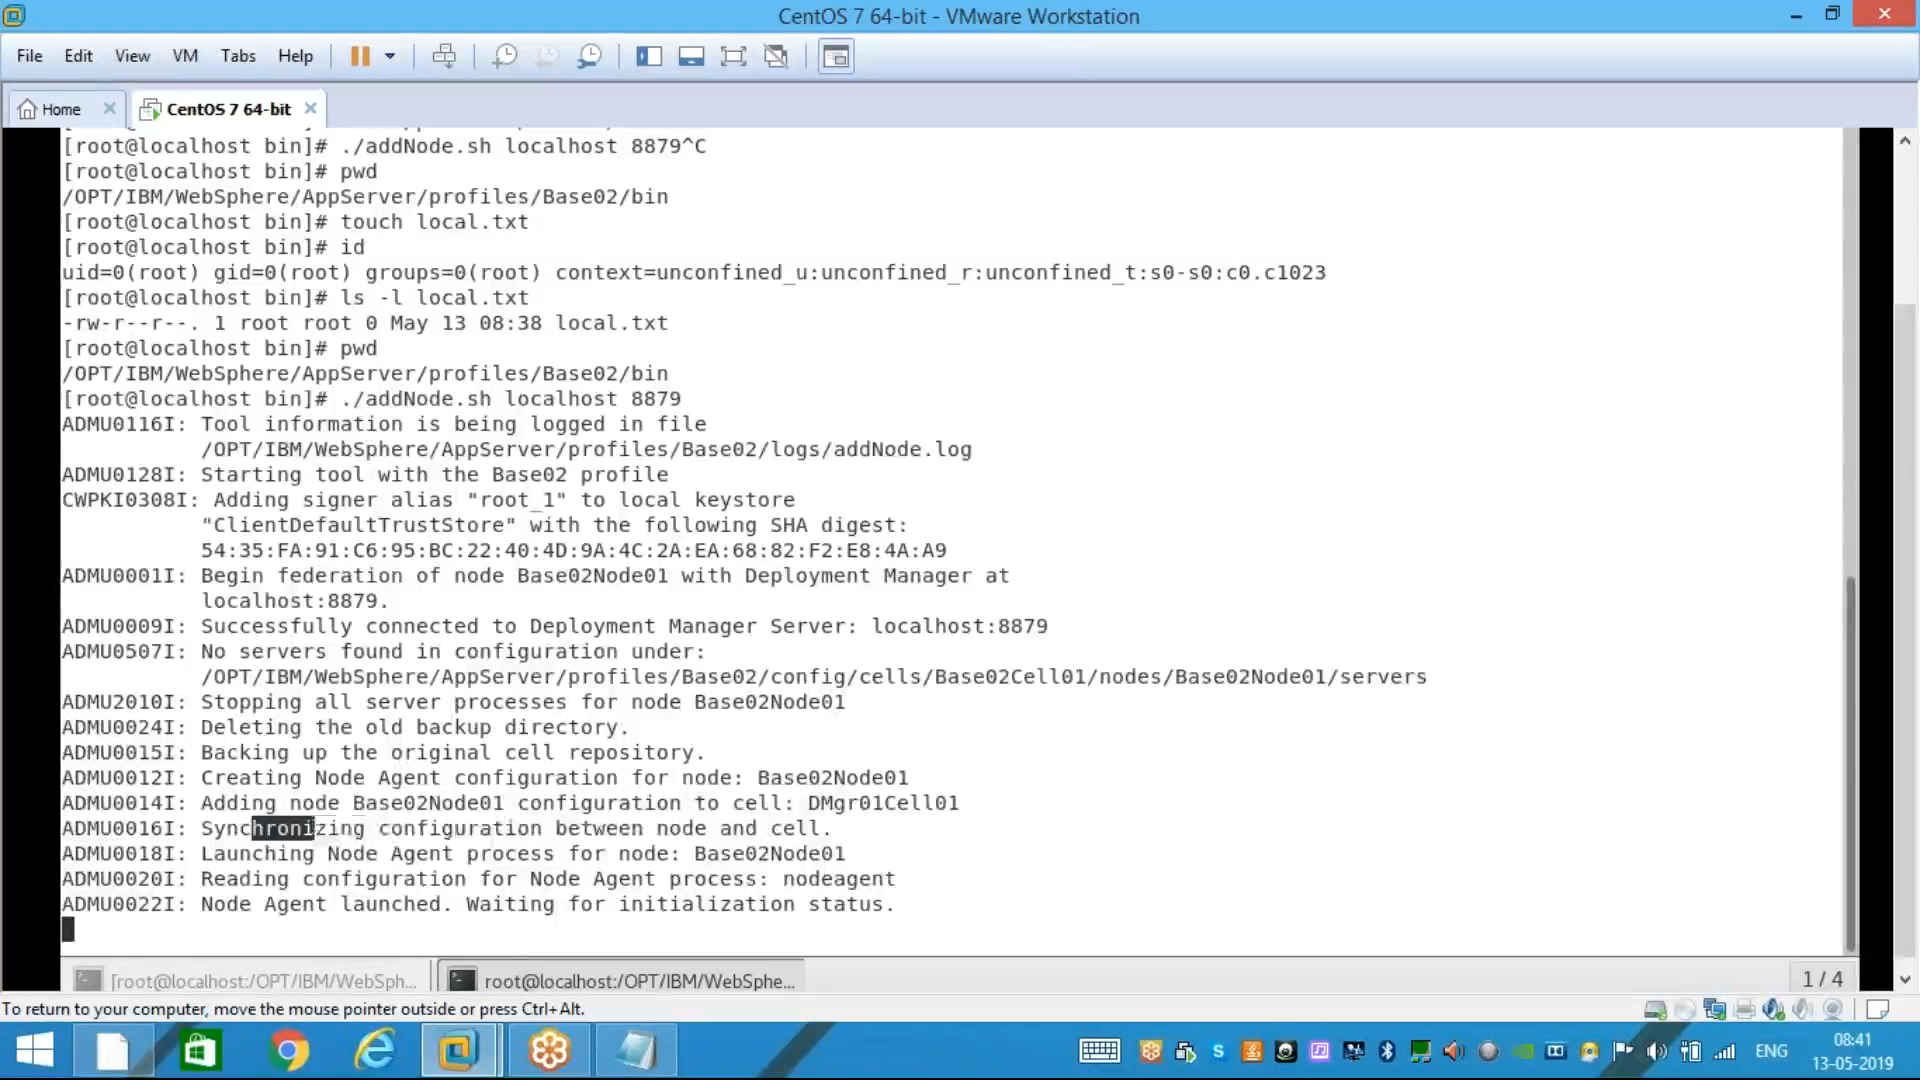 CentOS 7 64-bit - VMware Workstation
File Edit View VM Tabs Help
Home CentOS 7 64-bit
[root@localhost bin]# ./addNode.sh localhost 8879^C
[root@localhost bin]# pwd
/OPT/IBM/WebSphere/AppServer/profiles/Base02/bin
[root@localhost bin]# touch local.txt
[root@localhost bin]# id
uid=0(root) gid=0(root) groups=0(root) context=unconfined_u:unconfined_r:unconfined_t:s0-s0:c0.c1023
[root@localhost bin]# ls -l local.txt
-rw-r--r--. 1 root root 0 May 13 08:38 local.txt
[root@localhost bin]# pwd
/OPT/IBM/WebSphere/AppServer/profiles/Base02/bin
[root@localhost bin]# ./addNode.sh localhost 8879
ADMU0116I: Tool information is being logged in file
/OPT/IBM/WebSphere/AppServer/profiles/Base02/logs/addNode.log
ADMU0128I: Starting tool with the Base02 profile
CWPKI0308I: Adding signer alias "root_1" to local keystore
"ClientDefaultTrustStore" with the following SHA digest:
54:35:FA:91:C6:95:BC:22:40:4D:9A:4C:2A:EA:68:82:F2:E8:4A:A9
ADMU0001I: Begin federation of node Base02Node01 with Deployment Manager at
localhost:8879.
ADMU0009I: Successfully connected to Deployment Manager Server: localhost:8879
ADMU0507I: No servers found in configuration under:
/OPT/IBM/WebSphere/AppServer/profiles/Base02/config/cells/Base02Cell01/nodes/Base02Node01/servers
ADMU2010I: Stopping all server processes for node Base02Node01
ADMU0024I: Deleting the old backup directory.
ADMU0015I: Backing up the original cell repository.
ADMU0012I: Creating Node Agent configuration for node: Base02Node01
ADMU0014I: Adding node Base02Node01 configuration to cell: DMgr01Cell01
ADMU0016I: Synchronizing configuration between node and cell.
ADMU0018I: Launching Node Agent process for node: Base02Node01
ADMU0020I: Reading configuration for Node Agent process: nodeagent
ADMU0022I: Node Agent launched. Waiting for initialization status.
[root@localhost:/OPT/IBM/WebSph... root@localhost:/OPT/IBM/WebSphe... 1 / 4
To return to your computer, move the mouse pointer outside or press Ctrl+Alt.
ENG 08:41
13-05-2019